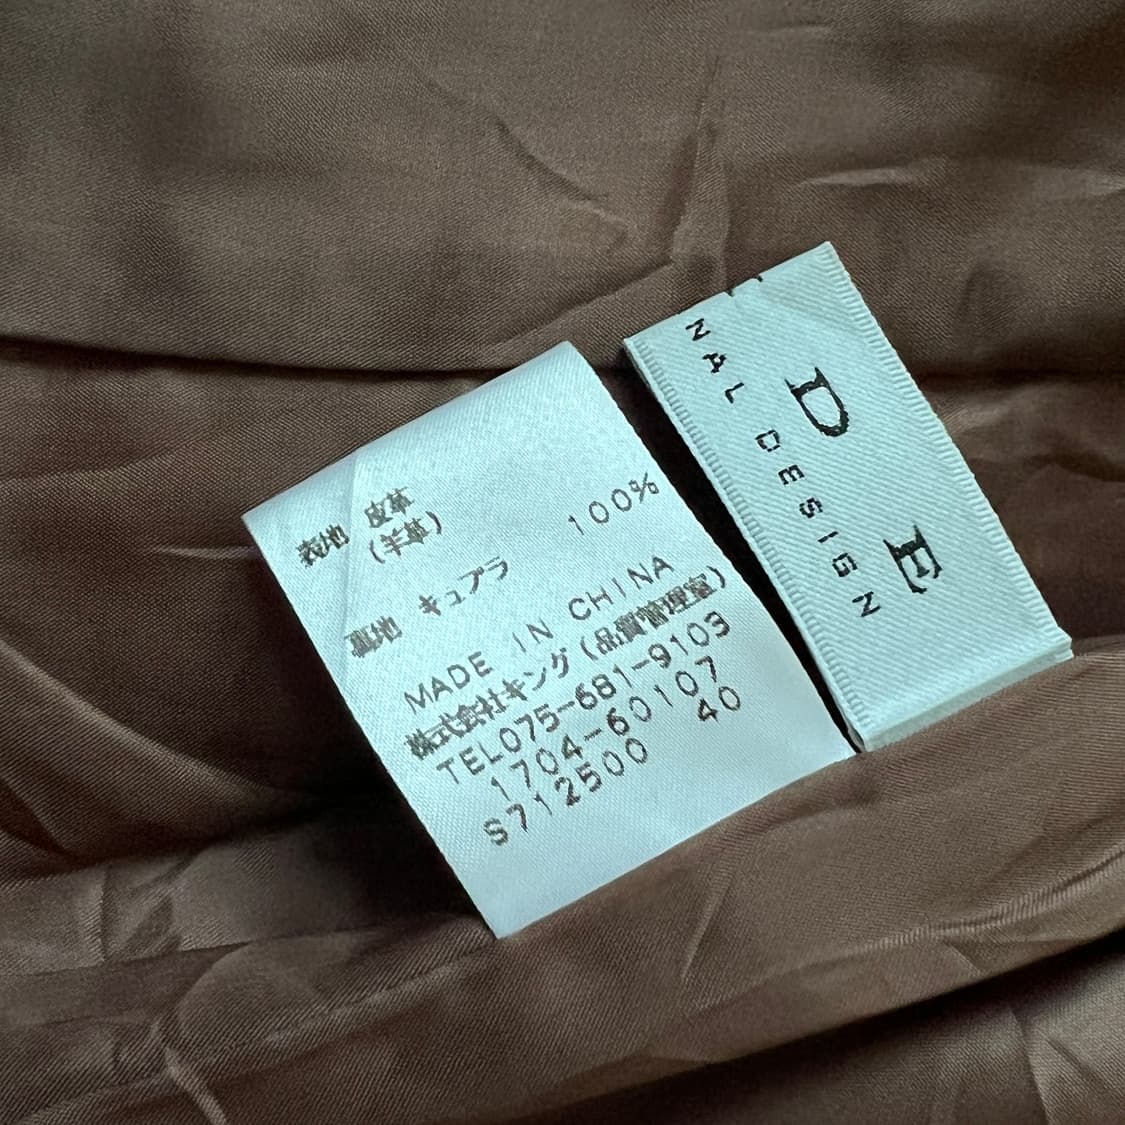 表地 皮革
(羊革)
裏地 キュプラ 100%
MADE IN CHINA
株式会社キング(品質管理室)
TEL075-681-9103
1704-60107
S712500 40
D E
NAL DESIGN